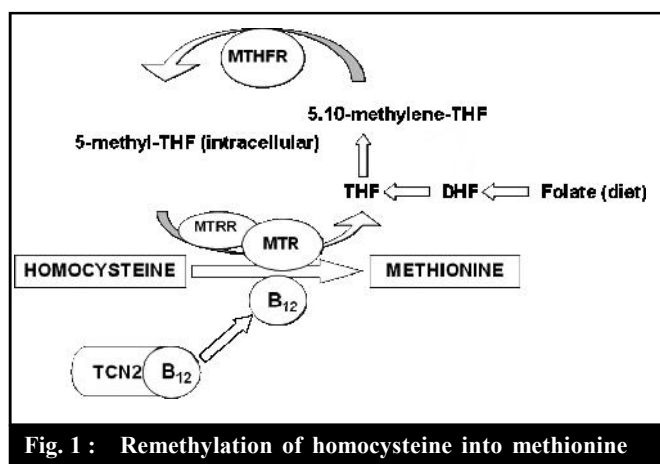 MTHFR
5.10-methylene-THF
5-methyl-THF (intracellular)
THF DHF Folate (diet)
MTRR
MTR
HOMOCYSTEINE METHIONINE
B12
TCN2 B12
Fig. 1 : Remethylation of homocysteine into methionine